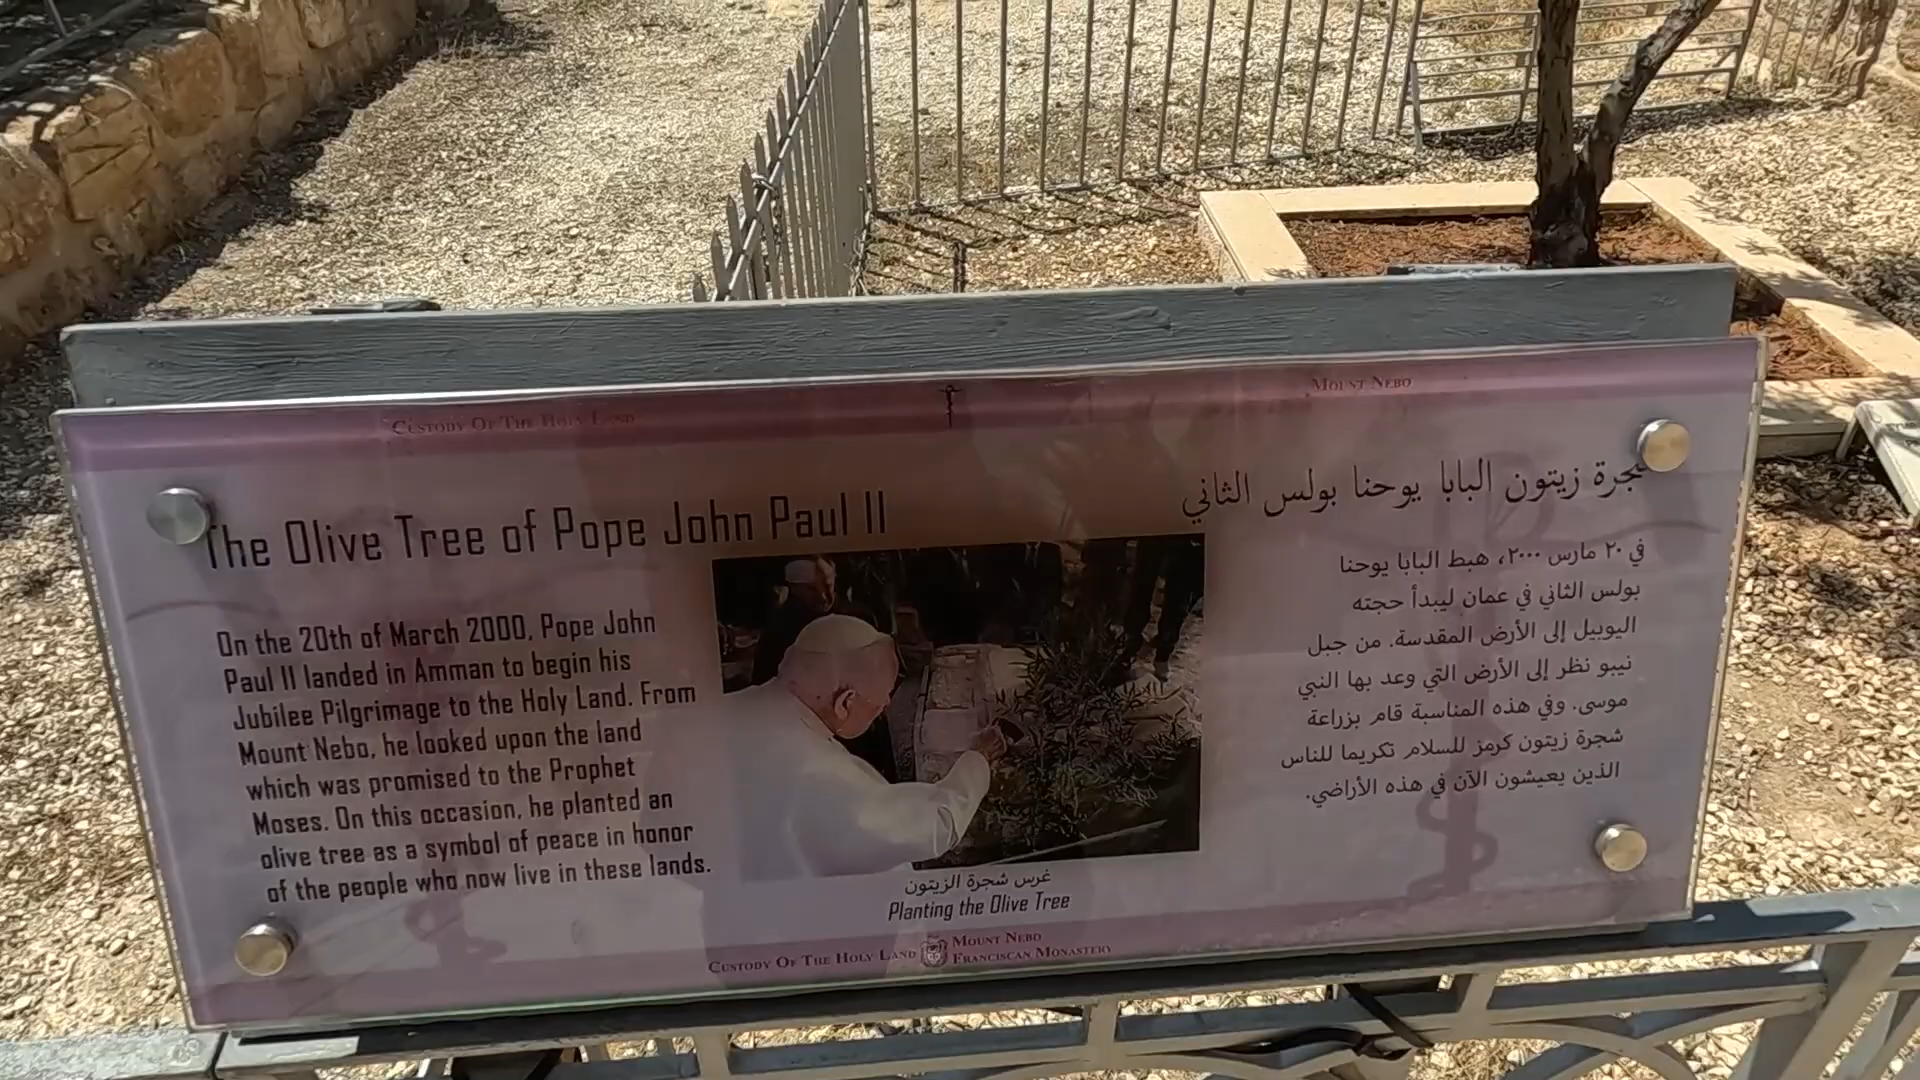 CUSTODY OF THE HOLY LAND
MOUNT NEBO
The Olive Tree of Pope John Paul II
On the 20th of March 2000, Pope John
Paul II landed in Amman to begin his
Jubilee Pilgrimage to the Holy Land. From
Mount Nebo, he looked upon the land
which was promised to the Prophet
Moses. On this occasion, he planted an
olive tree as a symbol of peace in honor
of the people who now live in these lands.
زيتون البابا يوحنا بولس الثاني
في ٢٠ مارس ٢٠٠٠، هبط البابا يوحنا
بولس الثاني في عمان ليبدأ حجته
اليوبيل إلى الأرض المقدسة. من جبل
نيبو نظر إلى الأرض التي وعد بها النبي
موسى. وفي هذه المناسبة قام بزراعة
شجرة زيتون كرمز للسلام تكريما للناس
الذين يعيشون الآن في هذه الأراضي.
غرس شجرة الزيتون
Planting the Olive Tree
CUSTODY OF THE HOLY LAND
MOUNT NEBO
FRANCISCAN MONASTERY